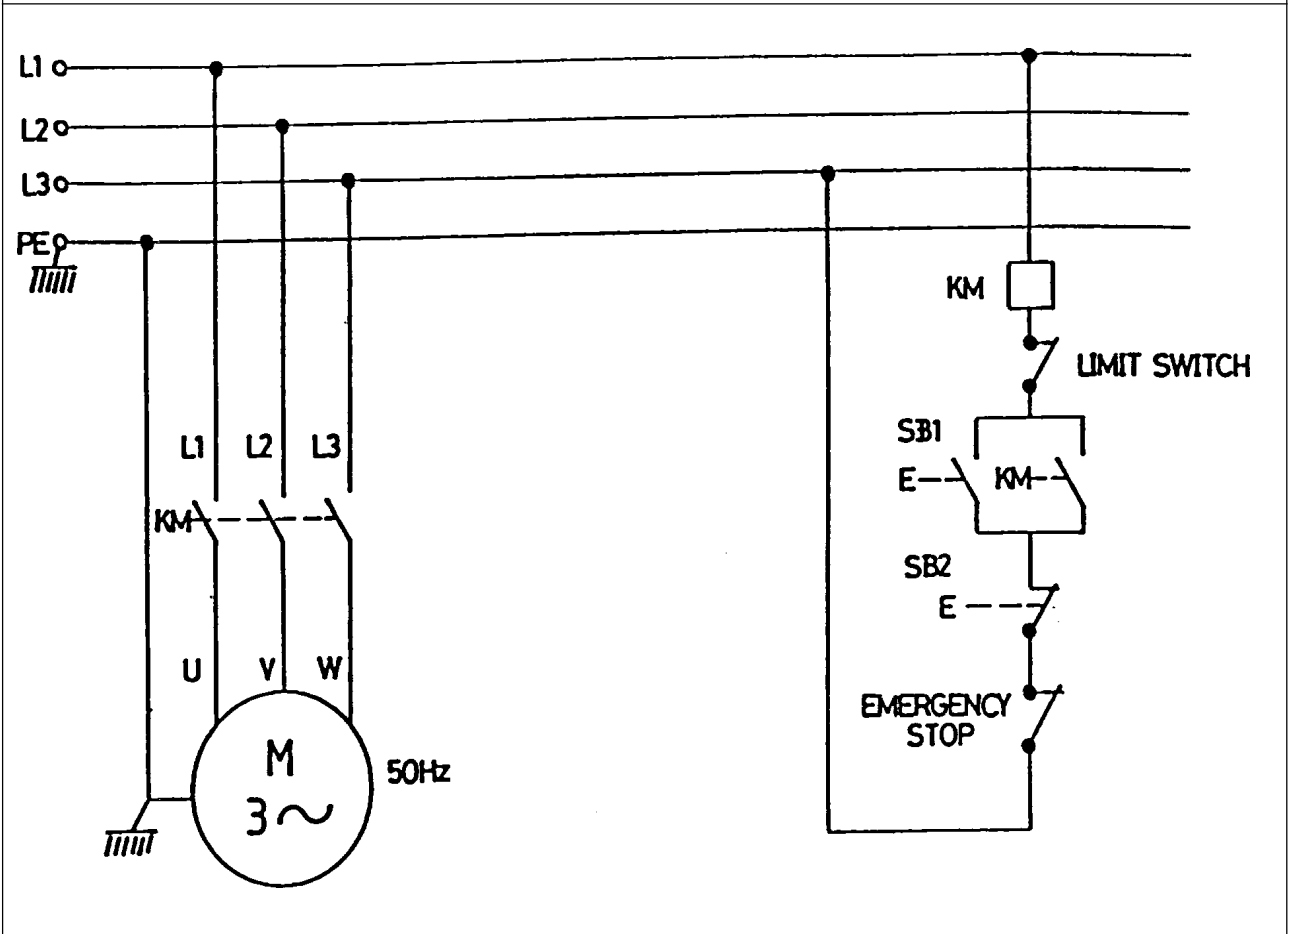 L1
L2
L3
PE
KM
LIMIT SWITCH
L1 L2 L3
SB1
E KM
KM
SB2
E
U V W
EMERGENCY
STOP
M
3~
50Hz